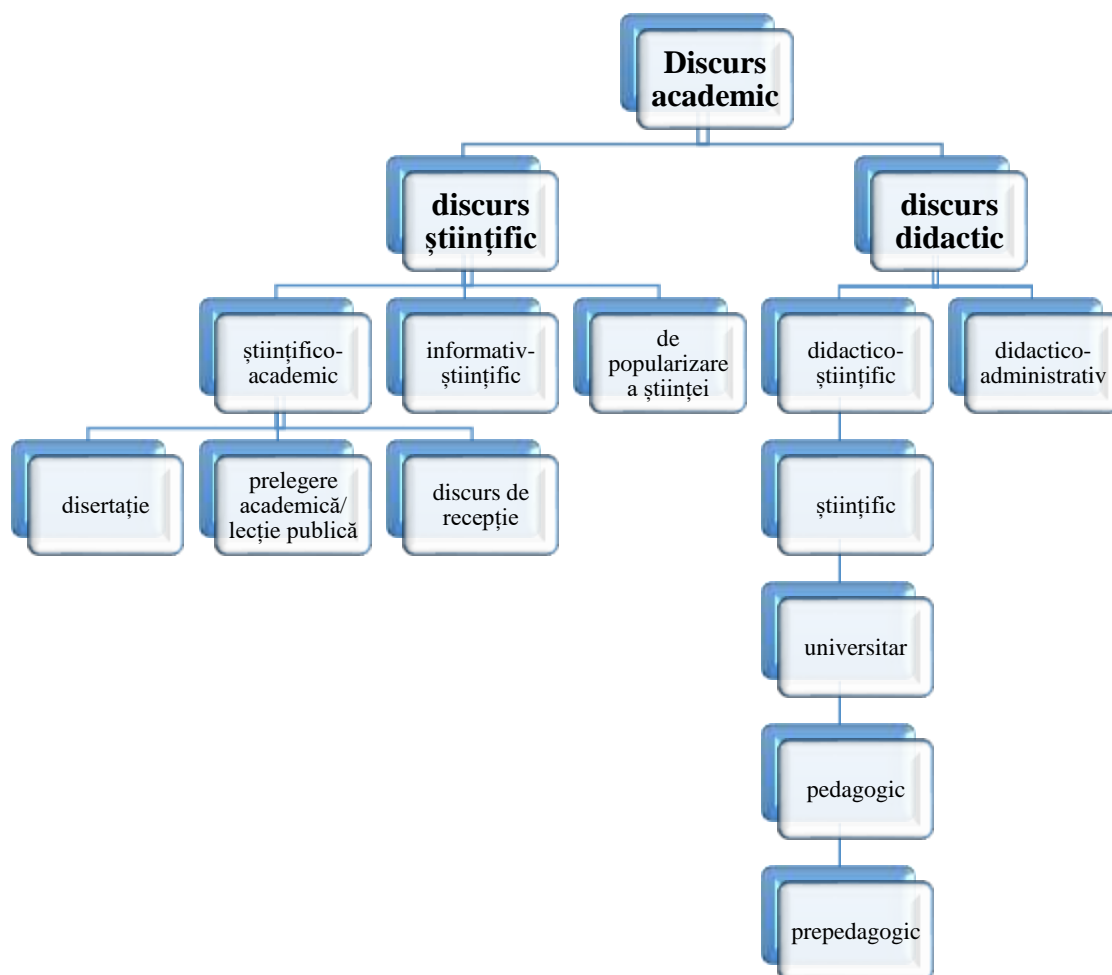 Discurs
academic
discurs
științific
discurs
didactic
științifico-
academic
informativ-
științific
de
popularizare
a științei
didactico-
științific
didactico-
administrativ
disertație
prelegere
academică/
lecție publică
discurs de
recepție
științific
universitar
pedagogic
prepedagogic